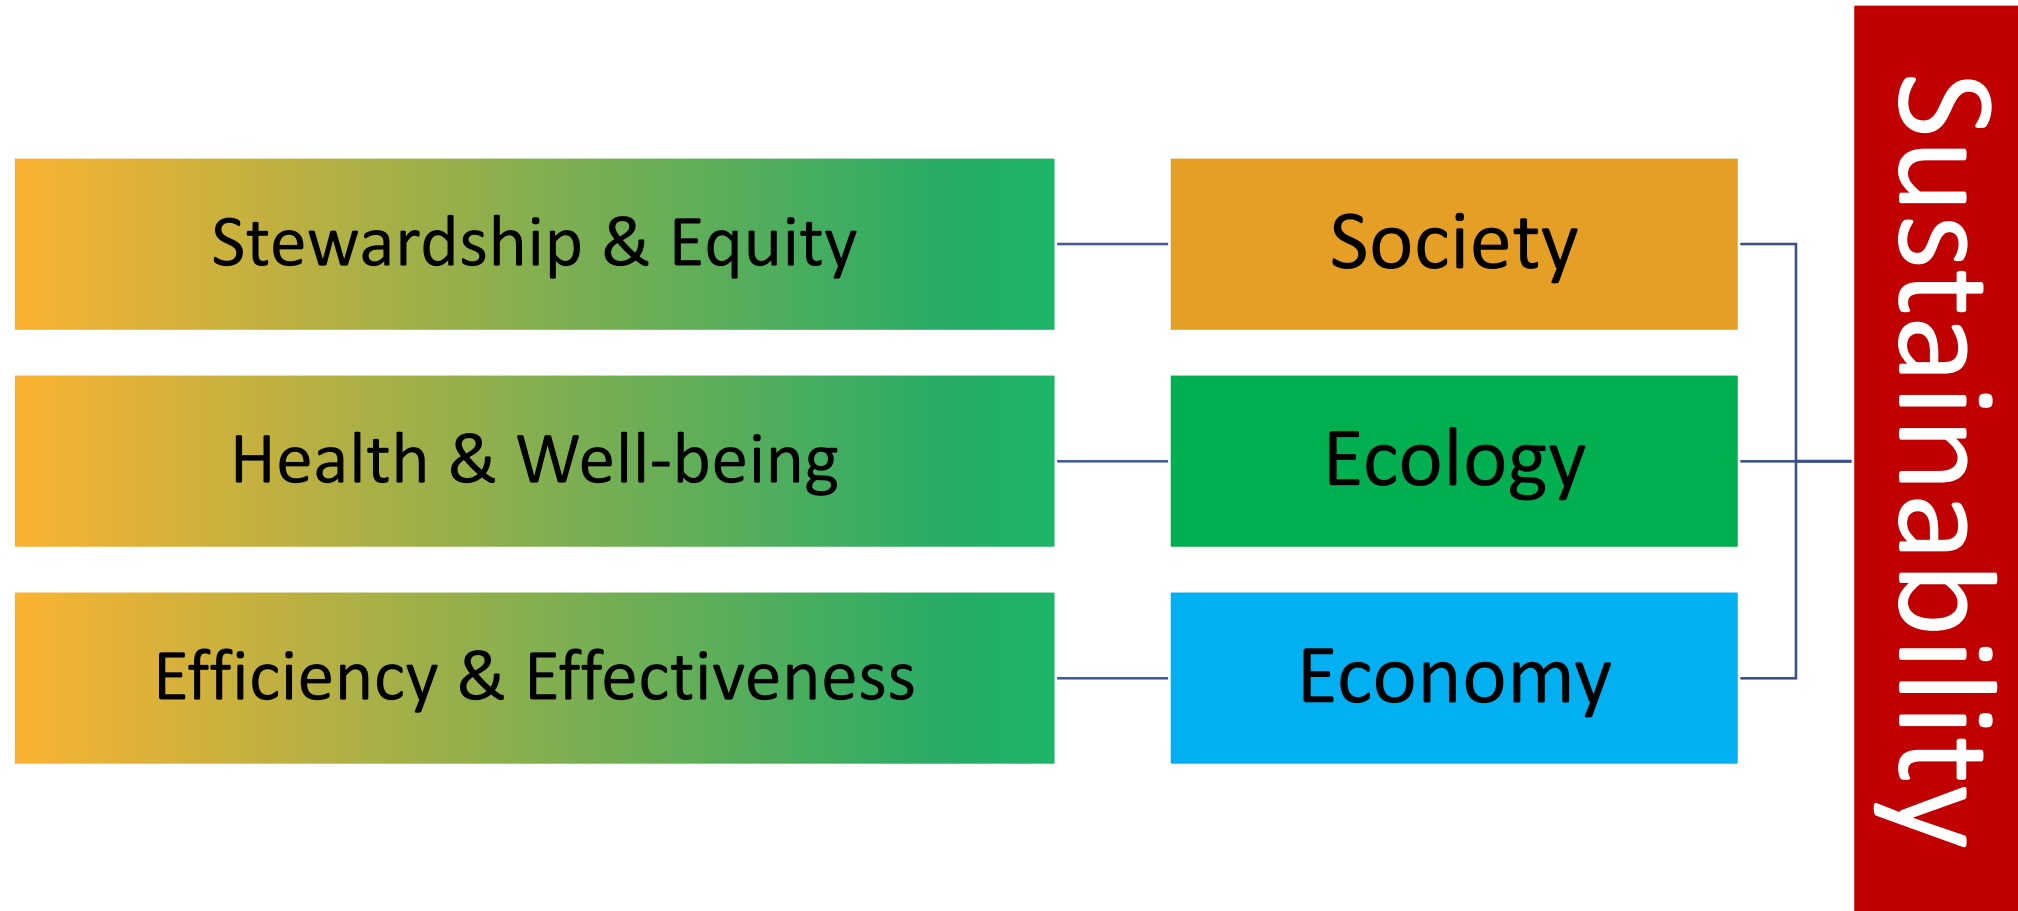 Stewardship & Equity
Society
Health & Well-being
Ecology
Efficiency & Effectiveness
Economy
Sustainability